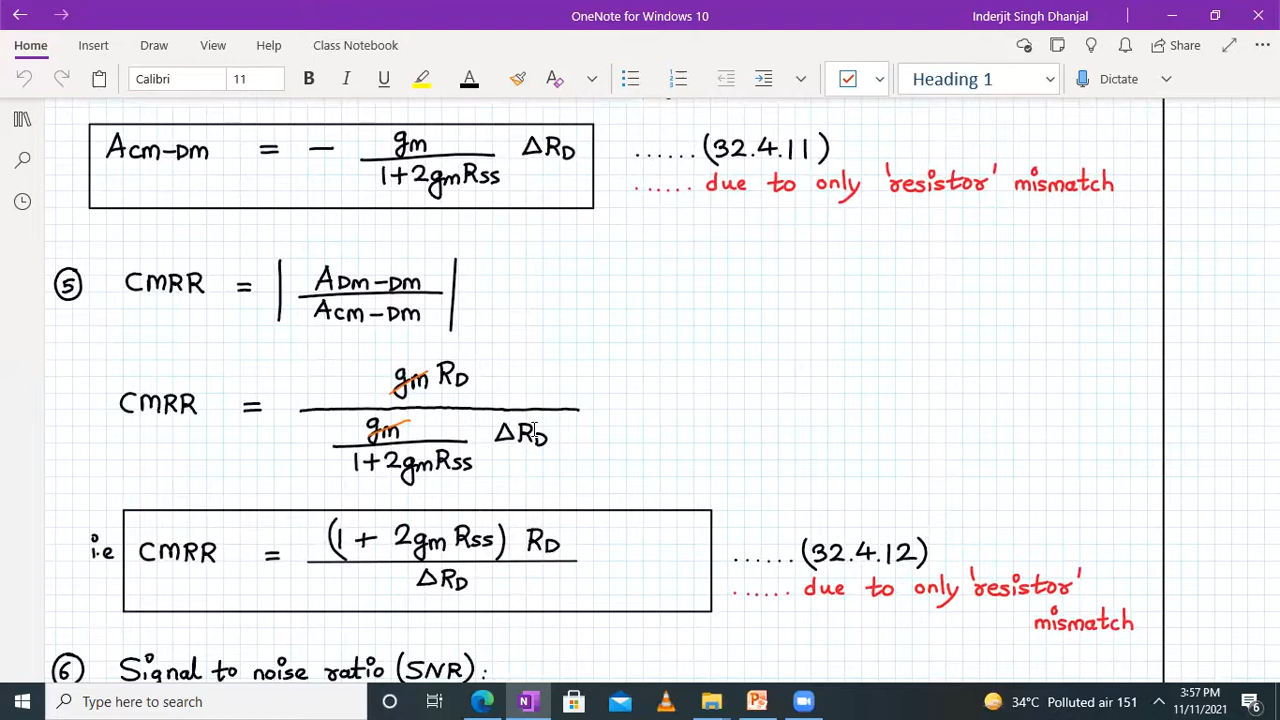 OneNote for Windows 10
Inderjit Singh Dhanjal
Home Insert Draw View Help Class Notebook Share
Calibri 11 B I U A A Heading 1 Dictate
Acm-Dm = - gm / 1+2gmRss ΔRD ......(32.4.11)
...... due to only 'resistor' mismatch
⑤ CMRR = | ADm-Dm / Acm-Dm |
CMRR = gm RD / gm / 1+2gmRss ΔRD
i.e CMRR = (1 + 2gm Rss) RD / ΔRD ......(32.4.12)
...... due to only 'resistor'
mismatch
⑥ Signal to noise ratio (SNR):
Type here to search
34°C Polluted air 151
3:57 PM
11/11/2021
6